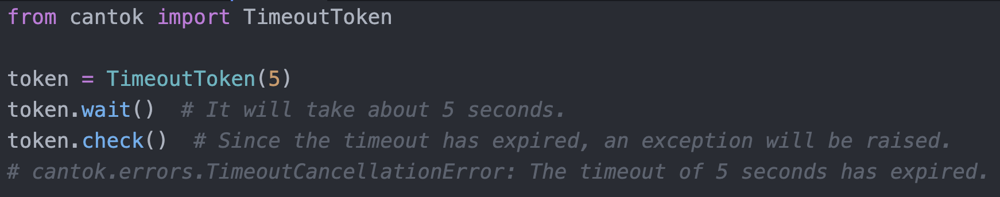 from cantok import TimeoutToken
token = TimeoutToken(5)
token.wait()  # It will take about 5 seconds.
token.check()  # Since the timeout has expired, an exception will be raised.
# cantok.errors.TimeoutCancellationError: The timeout of 5 seconds has expired.